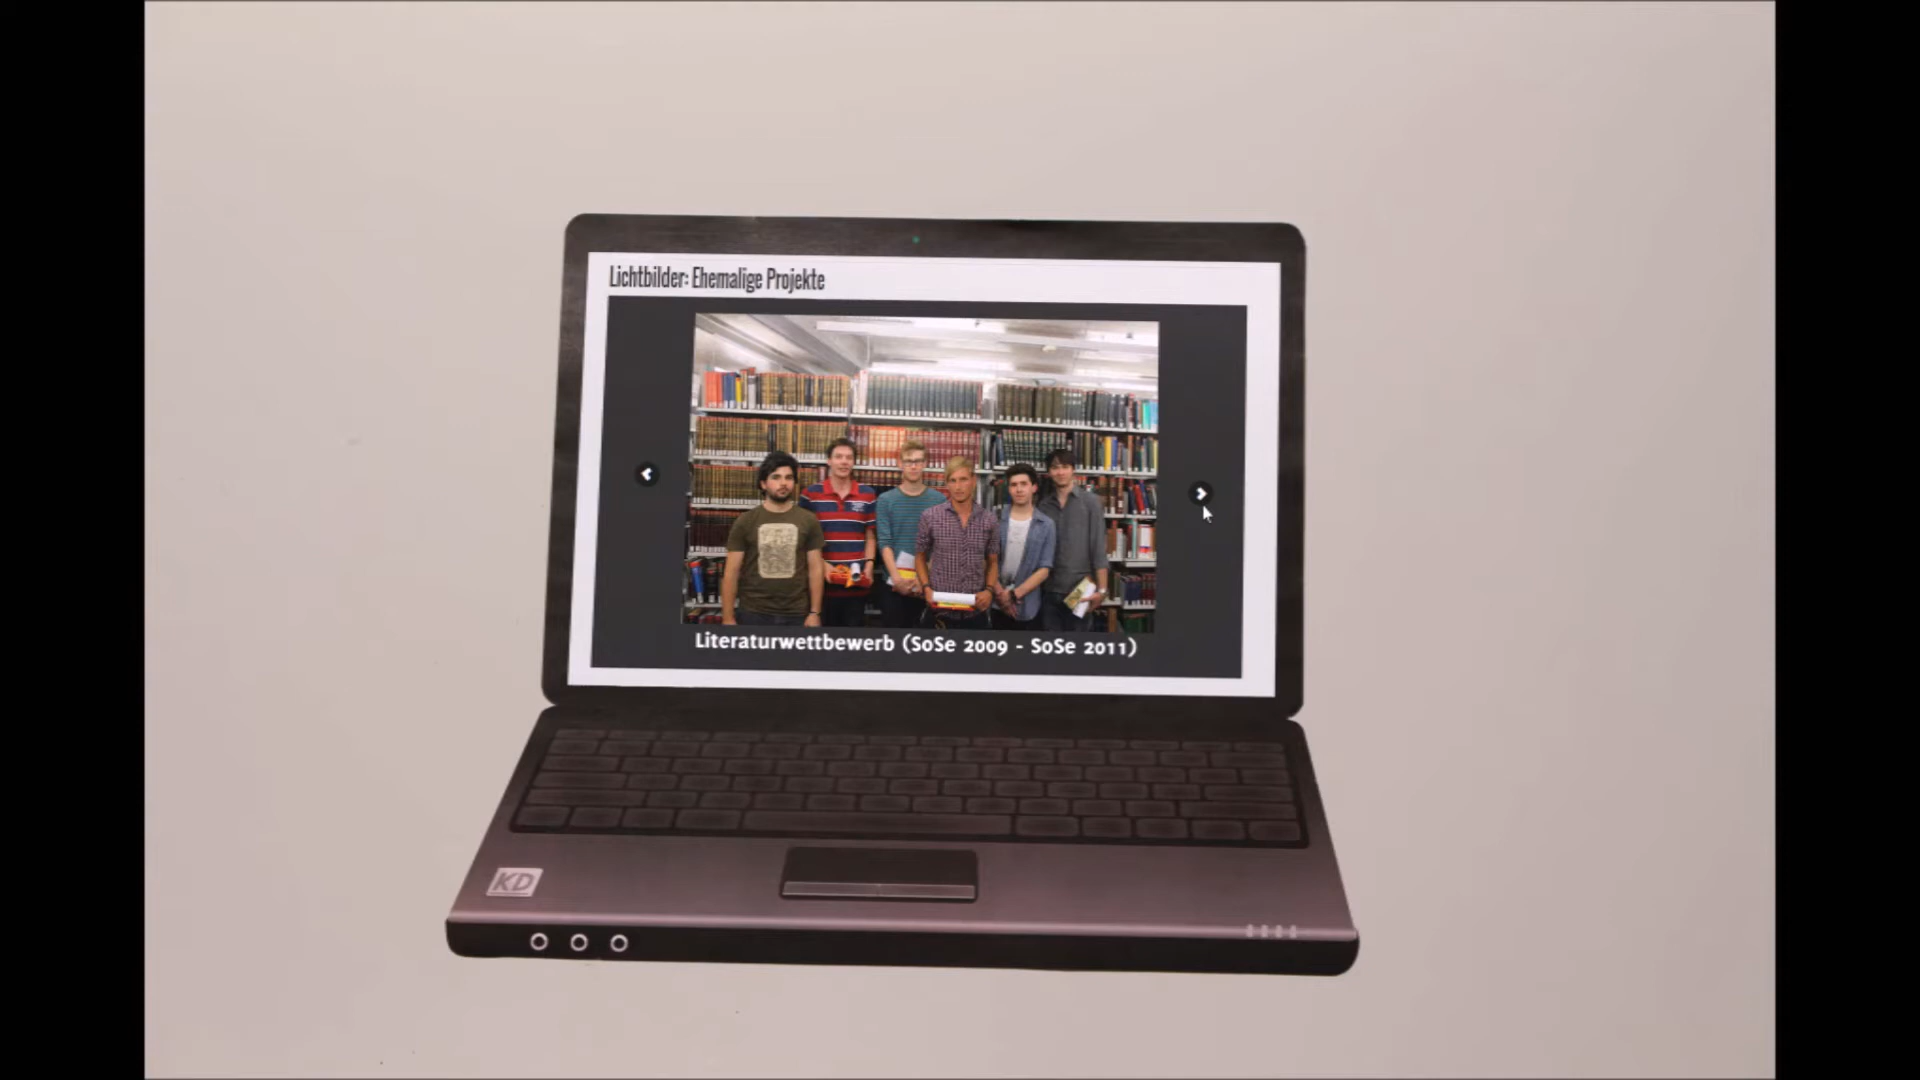 Lichtbilder: Ehemalige Projekte
Literaturwettbewerb (SoSe 2009 - SoSe 2011)
KD